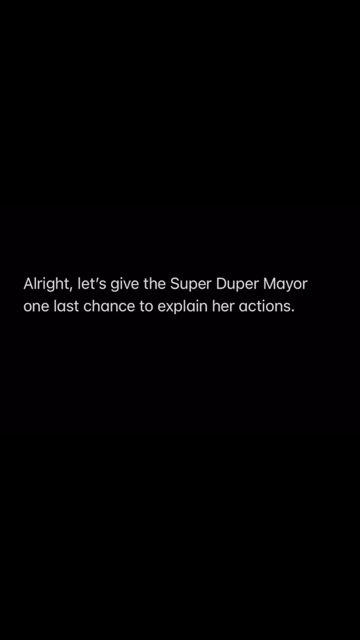 Alright, let’s give the Super Duper Mayor
one last chance to explain her actions.